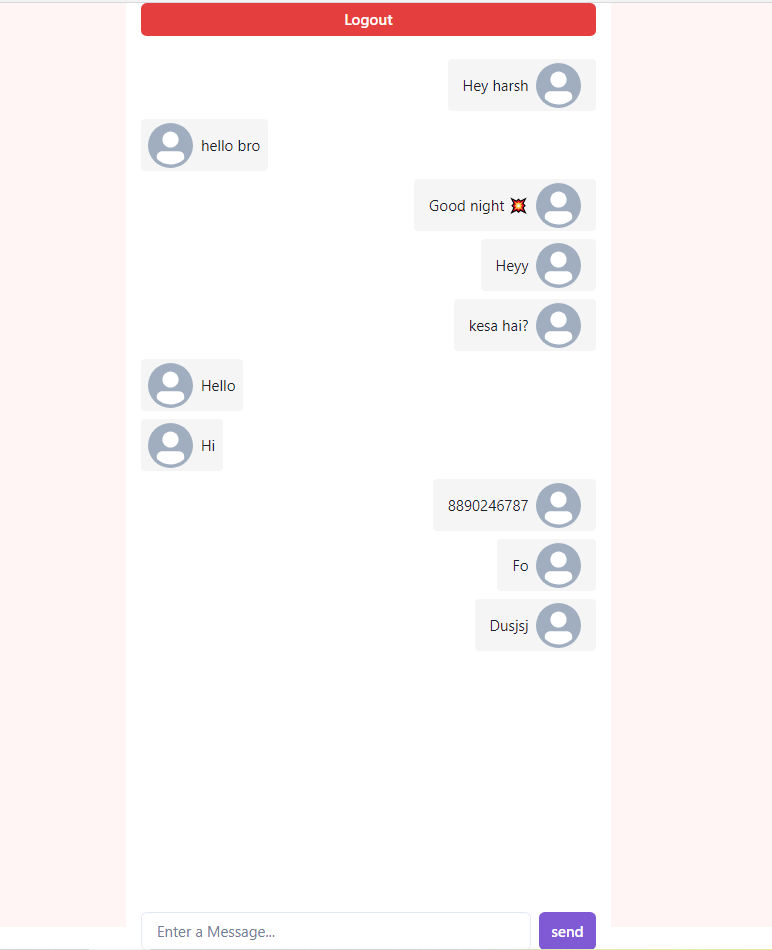 Logout
Hey harsh
hello bro
Good night 💥
Heyy
kesa hai?
Hello
Hi
8890246787
Fo
Dusjsj
Enter a Message...
send